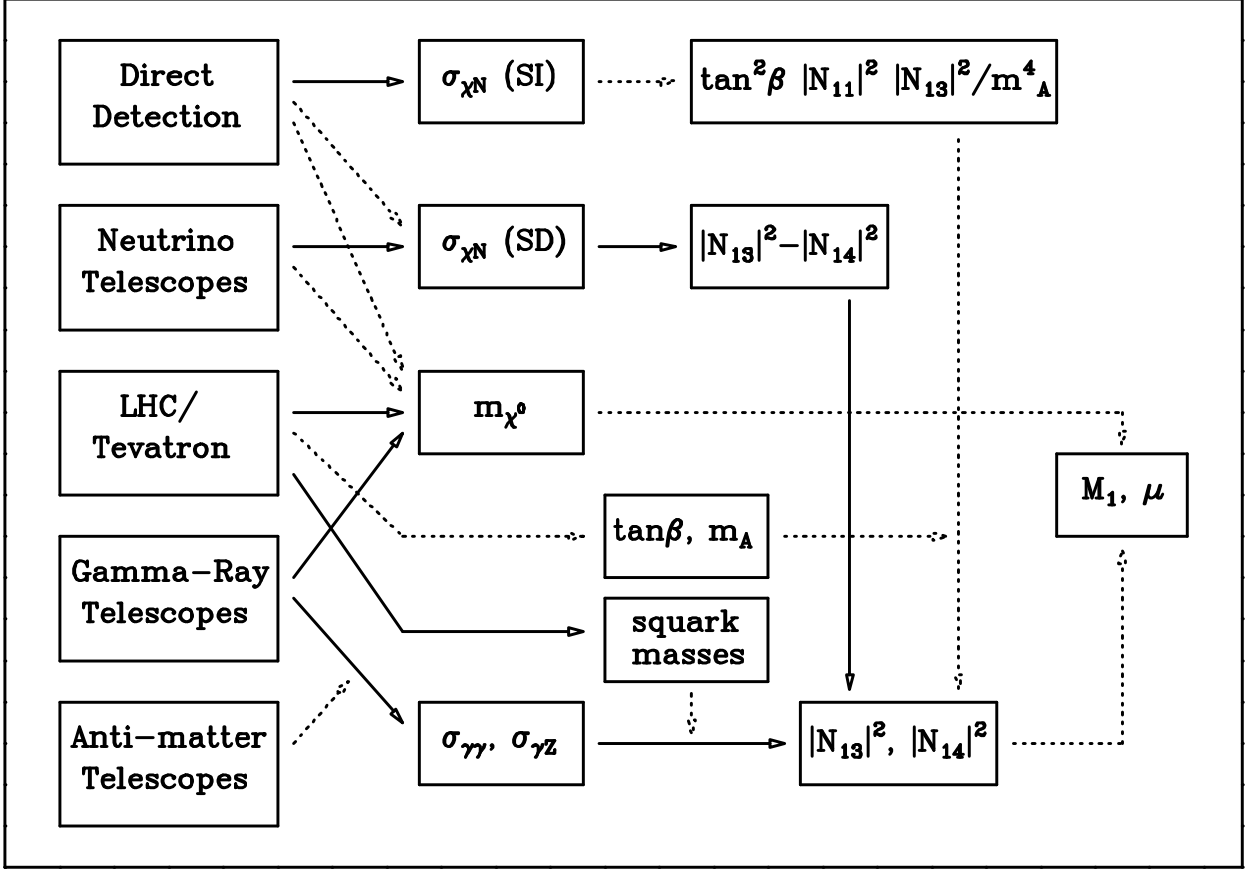 Direct
Detection
σ_χN (SI)
tan²β |N₁₁|² |N₁₃|²/m⁴_A
Neutrino
Telescopes
σ_χN (SD)
|N₁₃|²−|N₁₄|²
LHC/
Tevatron
m_χ⁰
M₁, μ
tanβ, m_A
Gamma−Ray
Telescopes
squark
masses
Anti−matter
Telescopes
σ_γγ, σ_γZ
|N₁₃|², |N₁₄|²